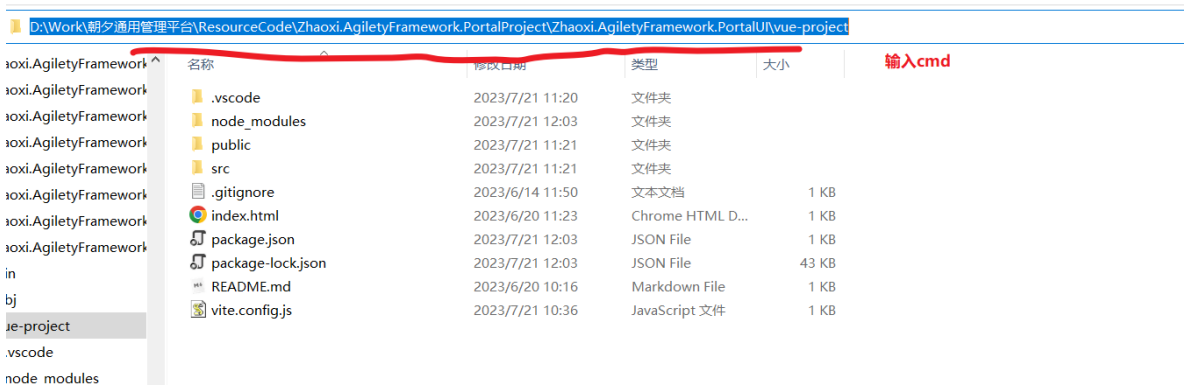 D:\Work\朝夕通用管理平台\ResourceCode\Zhaoxi.AgiletyFramework.PortalProject\Zhaoxi.AgiletyFramework.PortalUI\vue-project
输入cmd
名称 修改日期 类型 大小
aoxi.AgiletyFramework
aoxi.AgiletyFramework
aoxi.AgiletyFramework
aoxi.AgiletyFramework
aoxi.AgiletyFramework
aoxi.AgiletyFramework
aoxi.AgiletyFramework
aoxi.AgiletyFramework
in
bj
ue-project
.vscode
node_modules
.vscode 2023/7/21 11:20 文件夹
node_modules 2023/7/21 12:03 文件夹
public 2023/7/21 11:21 文件夹
src 2023/7/21 11:21 文件夹
.gitignore 2023/6/14 11:50 文本文档 1 KB
index.html 2023/6/20 11:23 Chrome HTML D... 1 KB
package.json 2023/7/21 12:03 JSON File 1 KB
package-lock.json 2023/7/21 12:03 JSON File 43 KB
README.md 2023/6/20 10:16 Markdown File 1 KB
vite.config.js 2023/7/21 10:36 JavaScript 文件 1 KB